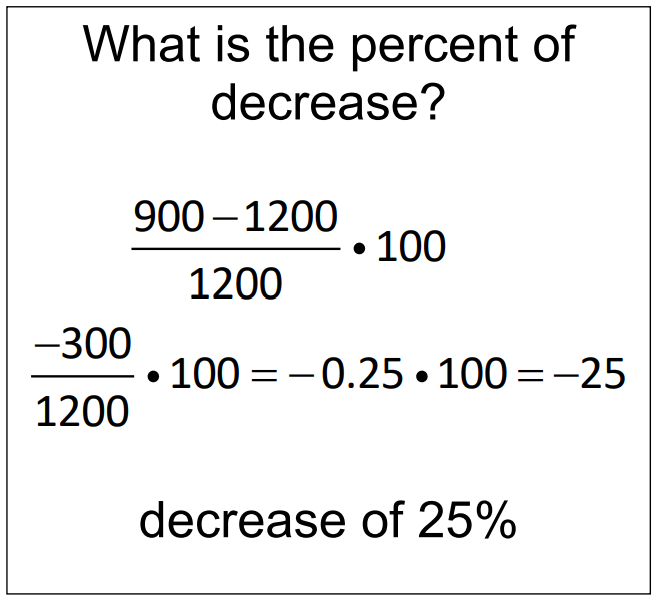 What is the percent of
decrease?
900 – 1200
1200
• 100
–300
1200
• 100 = – 0.25 • 100 = –25
decrease of 25%